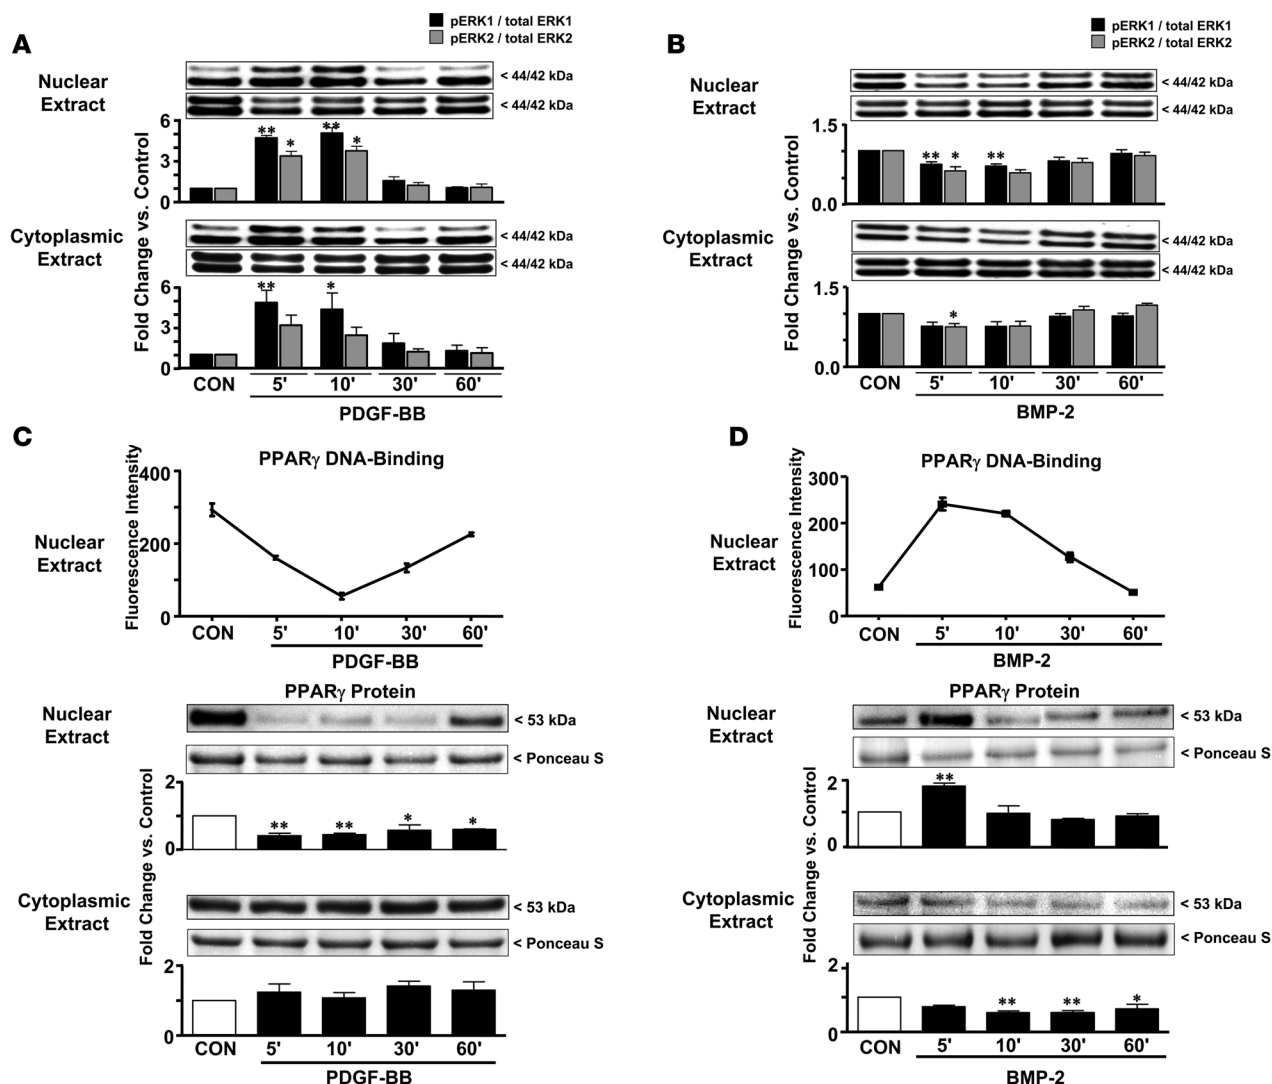 A
pERK1 / total ERK1
pERK2 / total ERK2
Nuclear
Extract
< 44/42 kDa
< 44/42 kDa
Fold Change vs. Control
6
3
0
** * ** *
Cytoplasmic
Extract
< 44/42 kDa
< 44/42 kDa
6
3
0
** *
CON 5' 10' 30' 60'
PDGF-BB
B
pERK1 / total ERK1
pERK2 / total ERK2
Nuclear
Extract
< 44/42 kDa
< 44/42 kDa
Fold Change vs. Control
1.5
0.0
** * **
Cytoplasmic
Extract
< 44/42 kDa
< 44/42 kDa
1.5
0.0
*
CON 5' 10' 30' 60'
BMP-2
C
PPARγ DNA-Binding
Nuclear
Extract
Fluorescence Intensity
400
200
0
CON 5' 10' 30' 60'
PDGF-BB
PPARγ Protein
Nuclear
Extract
< 53 kDa
< Ponceau S
Fold Change vs. Control
2
1
0
** ** * *
Cytoplasmic
Extract
< 53 kDa
< Ponceau S
2
1
0
CON 5' 10' 30' 60'
PDGF-BB
D
PPARγ DNA-Binding
Nuclear
Extract
Fluorescence Intensity
300
200
100
0
CON 5' 10' 30' 60'
BMP-2
PPARγ Protein
Nuclear
Extract
< 53 kDa
< Ponceau S
Fold Change vs. Control
2
1
0
**
Cytoplasmic
Extract
< 53 kDa
< Ponceau S
2
1
0
** ** *
CON 5' 10' 30' 60'
BMP-2